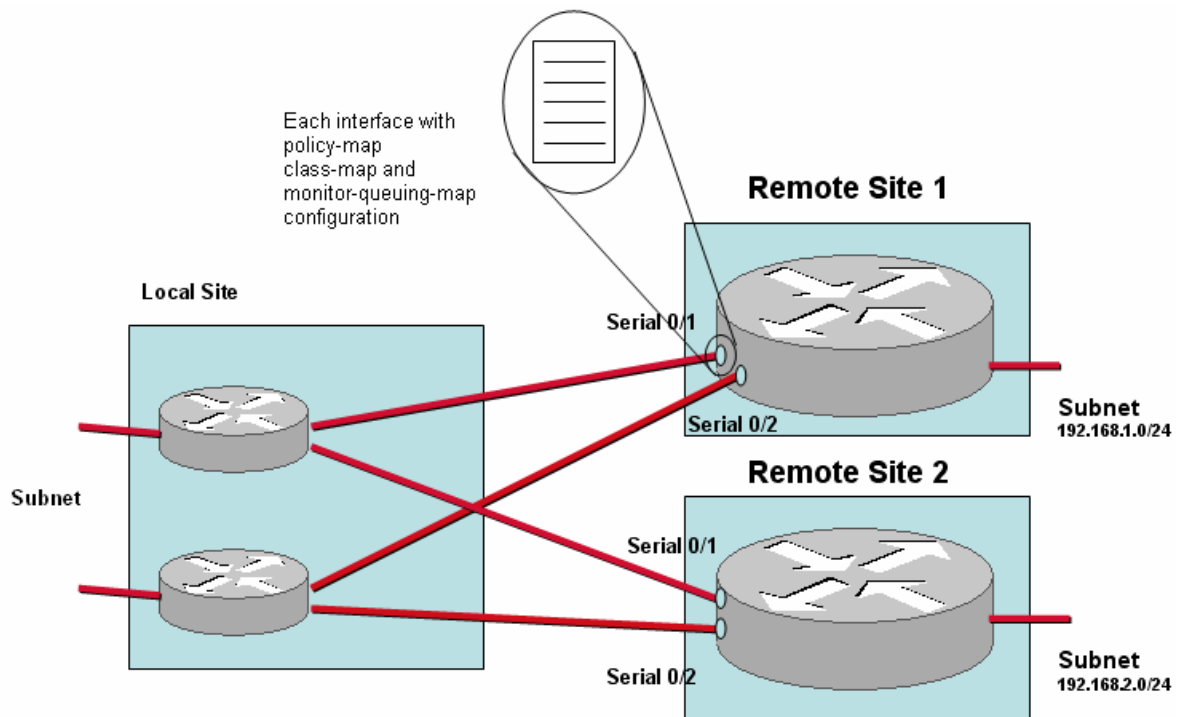 Each interface with
policy-map
class-map and
monitor-queuing-map
configuration
Remote Site 1
Local Site
Serial 0/1
Serial 0/2
Subnet
192.168.1.0/24
Remote Site 2
Subnet
Serial 0/1
Serial 0/2
Subnet
192.168.2.0/24